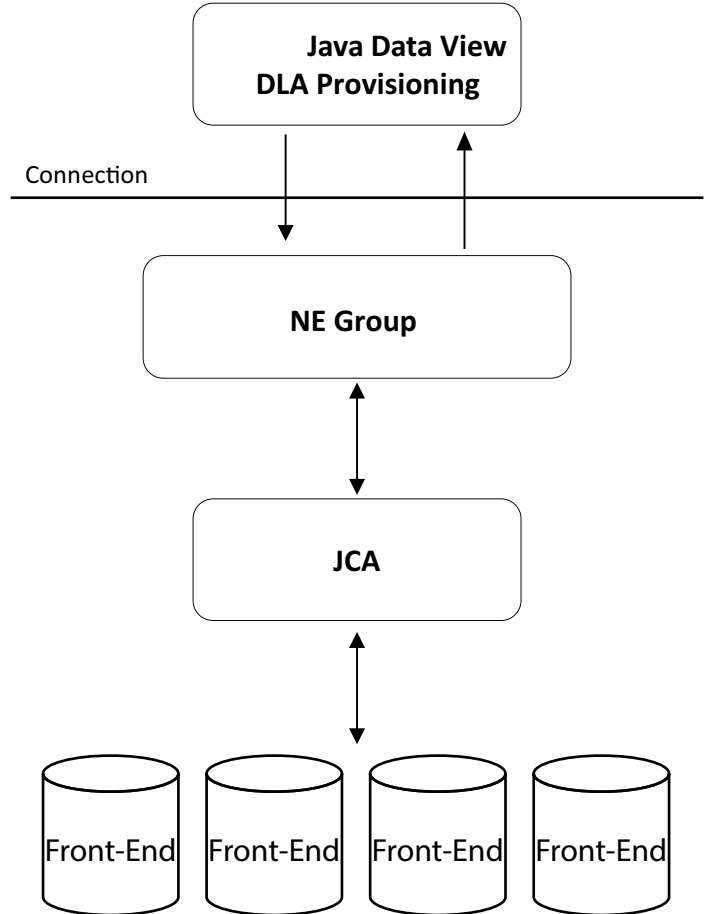 Java Data View
DLA Provisioning
Connection
NE Group
JCA
Front-End
Front-End
Front-End
Front-End